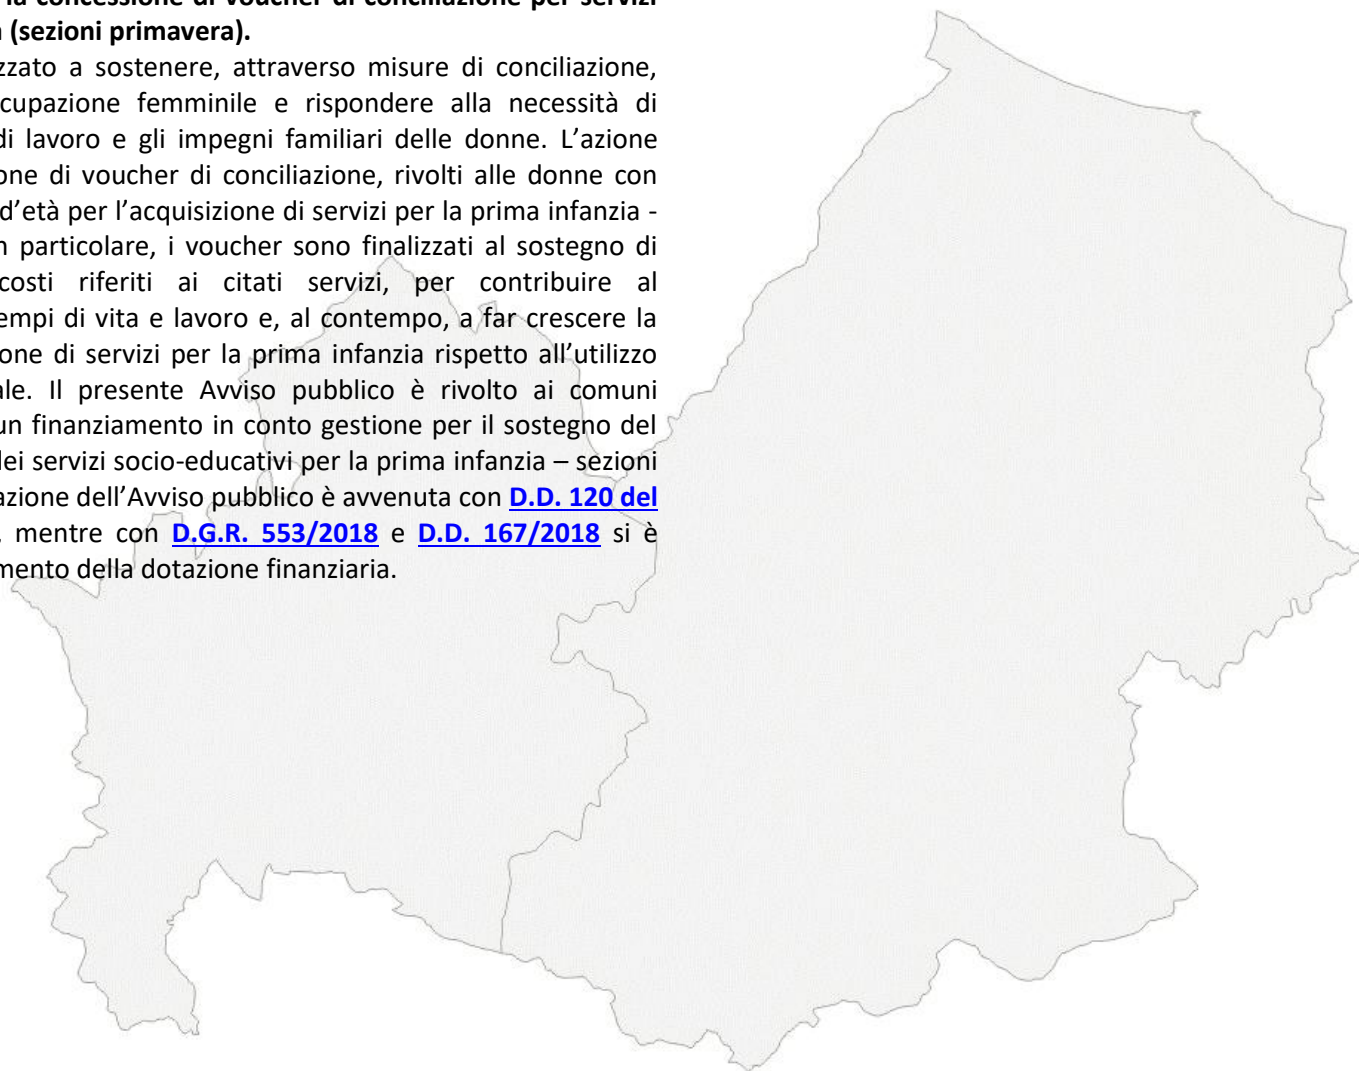 la concessione di voucher di conciliazione per servizi
(sezioni primavera).
zzato a sostenere, attraverso misure di conciliazione,
cupazione femminile e rispondere alla necessità di
di lavoro e gli impegni familiari delle donne. L’azione
one di voucher di conciliazione, rivolti alle donne con
d’età per l’acquisizione di servizi per la prima infanzia -
n particolare, i voucher sono finalizzati al sostegno di
costi riferiti ai citati servizi, per contribuire al
empi di vita e lavoro e, al contempo, a far crescere la
one di servizi per la prima infanzia rispetto all’utilizzo
ale. Il presente Avviso pubblico è rivolto ai comuni
un finanziamento in conto gestione per il sostegno del
dei servizi socio-educativi per la prima infanzia – sezioni
azione dell’Avviso pubblico è avvenuta con D.D. 120 del
mentre con D.G.R. 553/2018 e D.D. 167/2018 si è
mento della dotazione finanziaria.